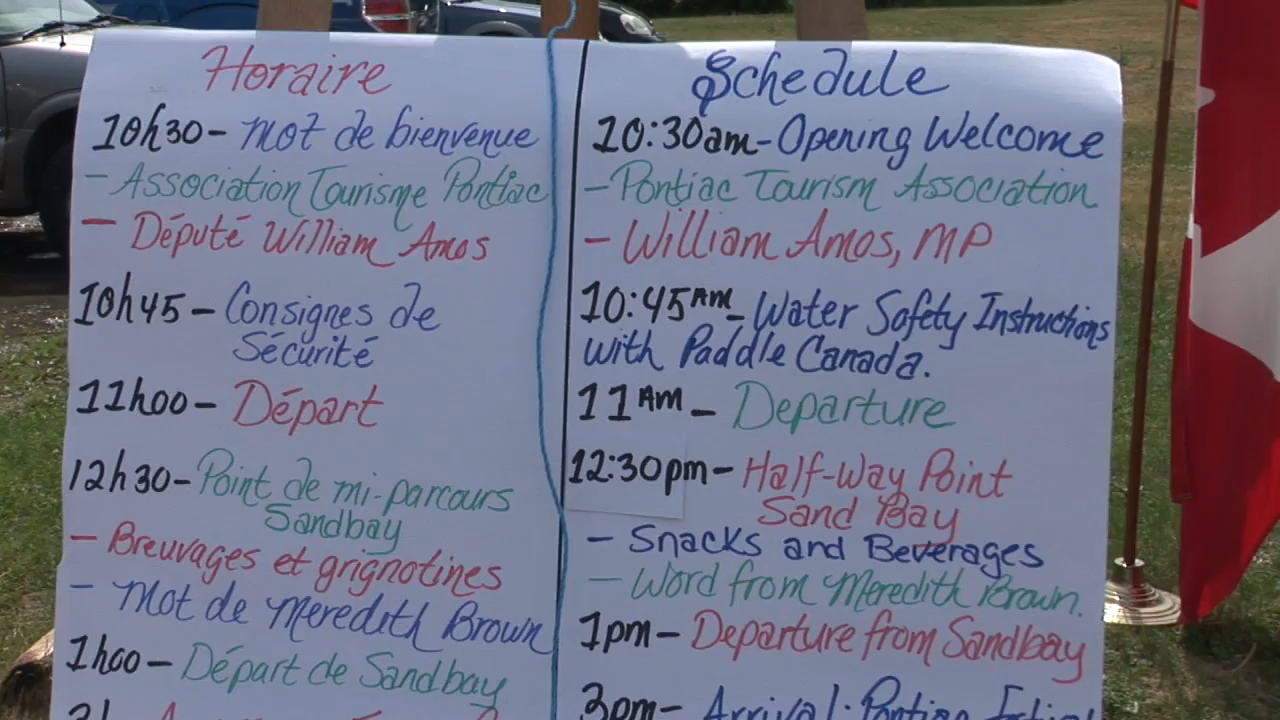 Horaire
10h30 - Mot de bienvenue
- Association Tourisme Pontiac
- Député William Amos
10h45 - Consignes de
Sécurité
11h00 - Départ
12h30 - Point de mi-parcours
Sandbay
- Breuvages et grignotines
- Mot de Meredith Brown
1h00 - Départ de Sandbay
Schedule
10:30am - Opening Welcome
- Pontiac Tourism Association
- William Amos, MP
10:45AM - Water Safety Instructions
with Paddle Canada.
11AM - Departure
12:30pm - Half-Way Point
Sand Bay
- Snacks and Beverages
- Word from Meredith Brown.
1pm - Departure from Sandbay
3pm - Arrival: Pontiac